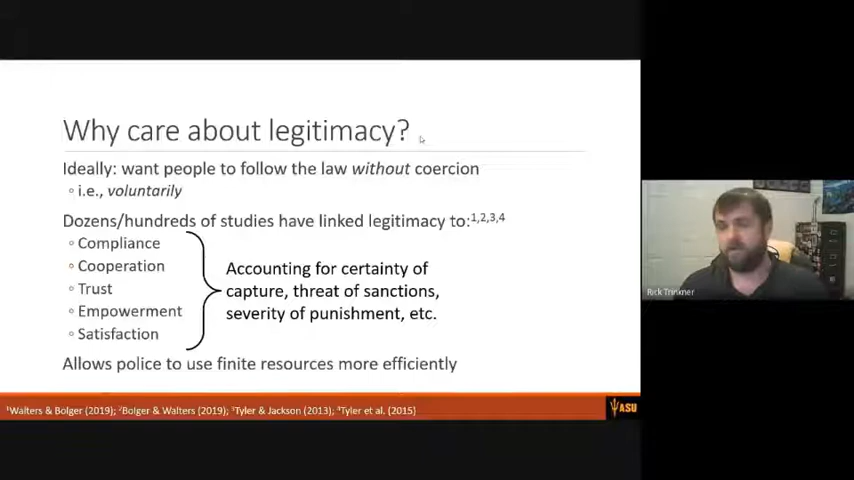 Why care about legitimacy?
Ideally: want people to follow the law without coercion
◦ i.e., voluntarily
Dozens/hundreds of studies have linked legitimacy to:1,2,3,4
◦ Compliance
◦ Cooperation
◦ Trust
◦ Empowerment
◦ Satisfaction
Accounting for certainty of
capture, threat of sanctions,
severity of punishment, etc.
Allows police to use finite resources more efficiently
1Walters & Bolger (2019); 2Bolger & Walters (2019); 3Tyler & Jackson (2013); 4Tyler et al. (2015)
ASU
Rick Trinkner